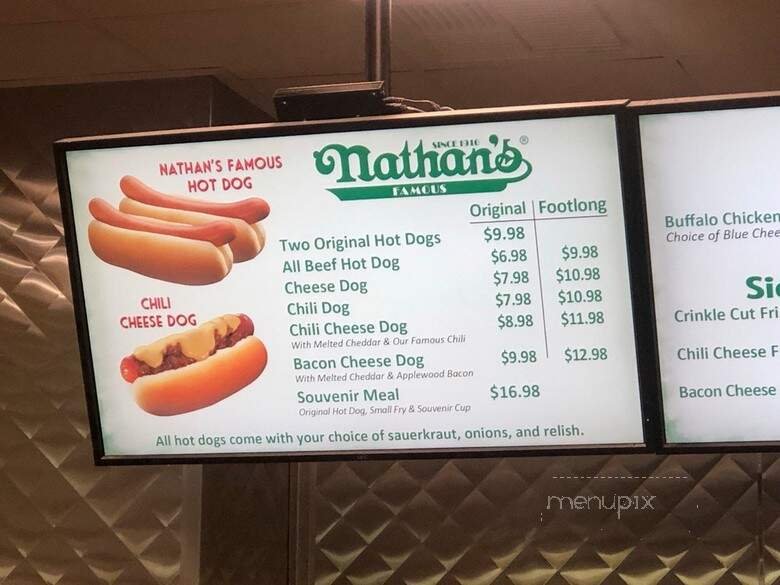 NATHAN'S FAMOUS
HOT DOG
SINCE 1916
Nathan's®
FAMOUS
Original Footlong
Two Original Hot Dogs $9.98
All Beef Hot Dog $6.98 $9.98
Cheese Dog $7.98 $10.98
Chili Dog $7.98 $10.98
Chili Cheese Dog $8.98 $11.98
With Melted Cheddar & Our Famous Chili
Bacon Cheese Dog $9.98 $12.98
With Melted Cheddar & Applewood Bacon
Souvenir Meal $16.98
Original Hot Dog, Small Fry & Souvenir Cup
CHILI
CHEESE DOG
All hot dogs come with your choice of sauerkraut, onions, and relish.
Buffalo Chicken
Choice of Blue Chee
Si
Crinkle Cut Fri
Chili Cheese F
Bacon Cheese
menupix